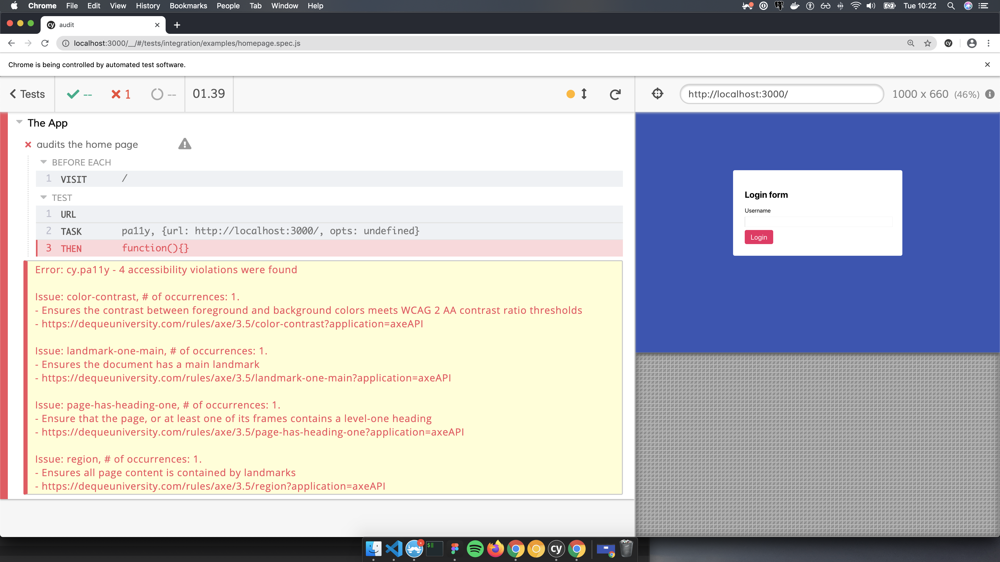 Chrome File Edit View History Bookmarks People Tab Window Help Tue 10:22
cy audit
localhost:3000/__/#/tests/integration/examples/homepage.spec.js cy
Chrome is being controlled by automated test software.
Tests -- 1 -- 01.39
http://localhost:3000/ 1000 x 660 (46%)
The App
audits the home page
BEFORE EACH
1 VISIT /
TEST
1 URL
2 TASK pa11y, {url: http://localhost:3000/, opts: undefined}
3 THEN function(){}
Error: cy.pa11y - 4 accessibility violations were found
Issue: color-contrast, # of occurrences: 1.
- Ensures the contrast between foreground and background colors meets WCAG 2 AA contrast ratio thresholds
- https://dequeuniversity.com/rules/axe/3.5/color-contrast?application=axeAPI
Issue: landmark-one-main, # of occurrences: 1.
- Ensures the document has a main landmark
- https://dequeuniversity.com/rules/axe/3.5/landmark-one-main?application=axeAPI
Issue: page-has-heading-one, # of occurrences: 1.
- Ensure that the page, or at least one of its frames contains a level-one heading
- https://dequeuniversity.com/rules/axe/3.5/page-has-heading-one?application=axeAPI
Issue: region, # of occurrences: 1.
- Ensures all page content is contained by landmarks
- https://dequeuniversity.com/rules/axe/3.5/region?application=axeAPI
Login form
Username
Login
$
cy